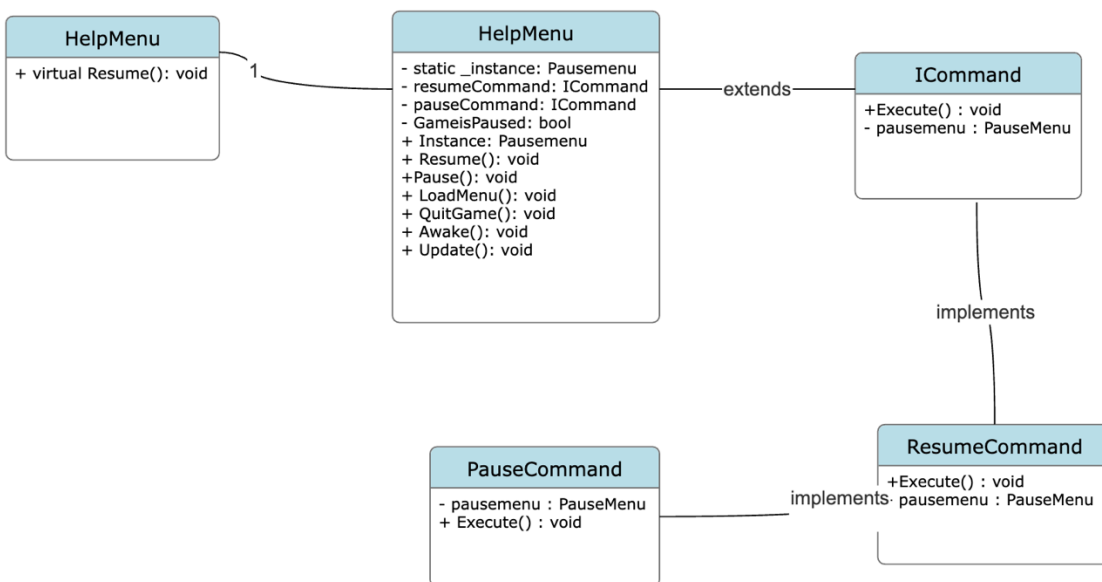 HelpMenu
+ virtual Resume(): void
1
HelpMenu
- static _instance: Pausemenu
- resumeCommand: ICommand
- pauseCommand: ICommand
- GameisPaused: bool
+ Instance: Pausemenu
+ Resume(): void
+Pause(): void
+ LoadMenu(): void
+ QuitGame(): void
+ Awake(): void
+ Update(): void
extends
ICommand
+Execute() : void
- pausemenu : PauseMenu
implements
ResumeCommand
+Execute() : void
- pausemenu : PauseMenu
implements
PauseCommand
- pausemenu : PauseMenu
+ Execute() : void